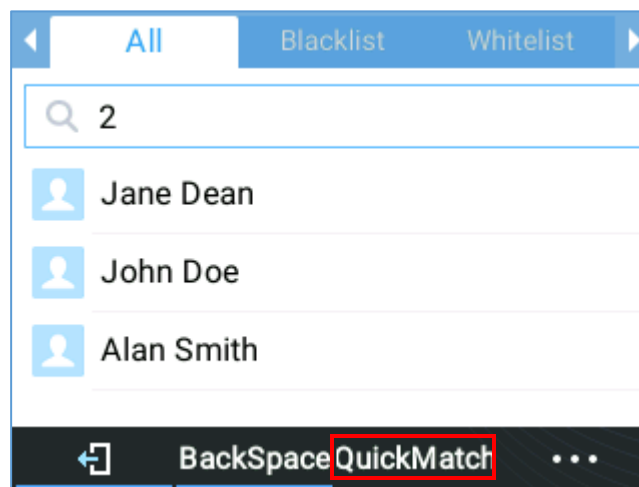 All Blacklist Whitelist
2
Jane Dean
John Doe
Alan Smith
BackSpace QuickMatch